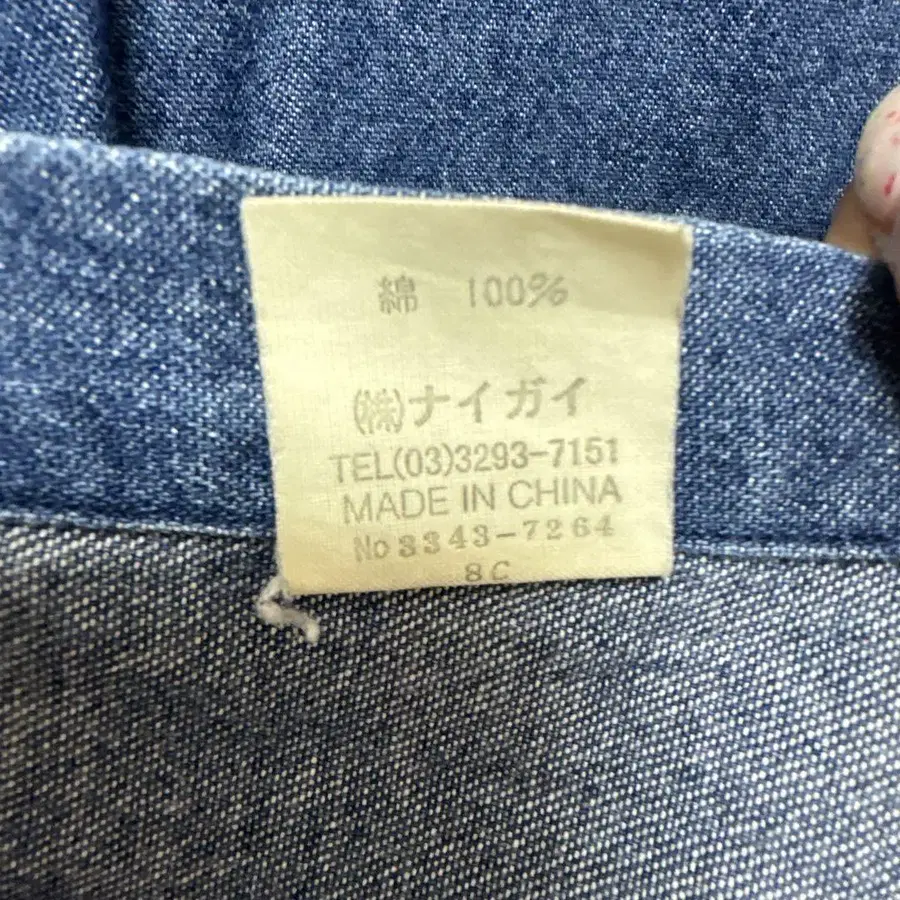 綿 100%
(株)ナイガイ
TEL(03)3293-7151
MADE IN CHINA
No 3343-7264
8C